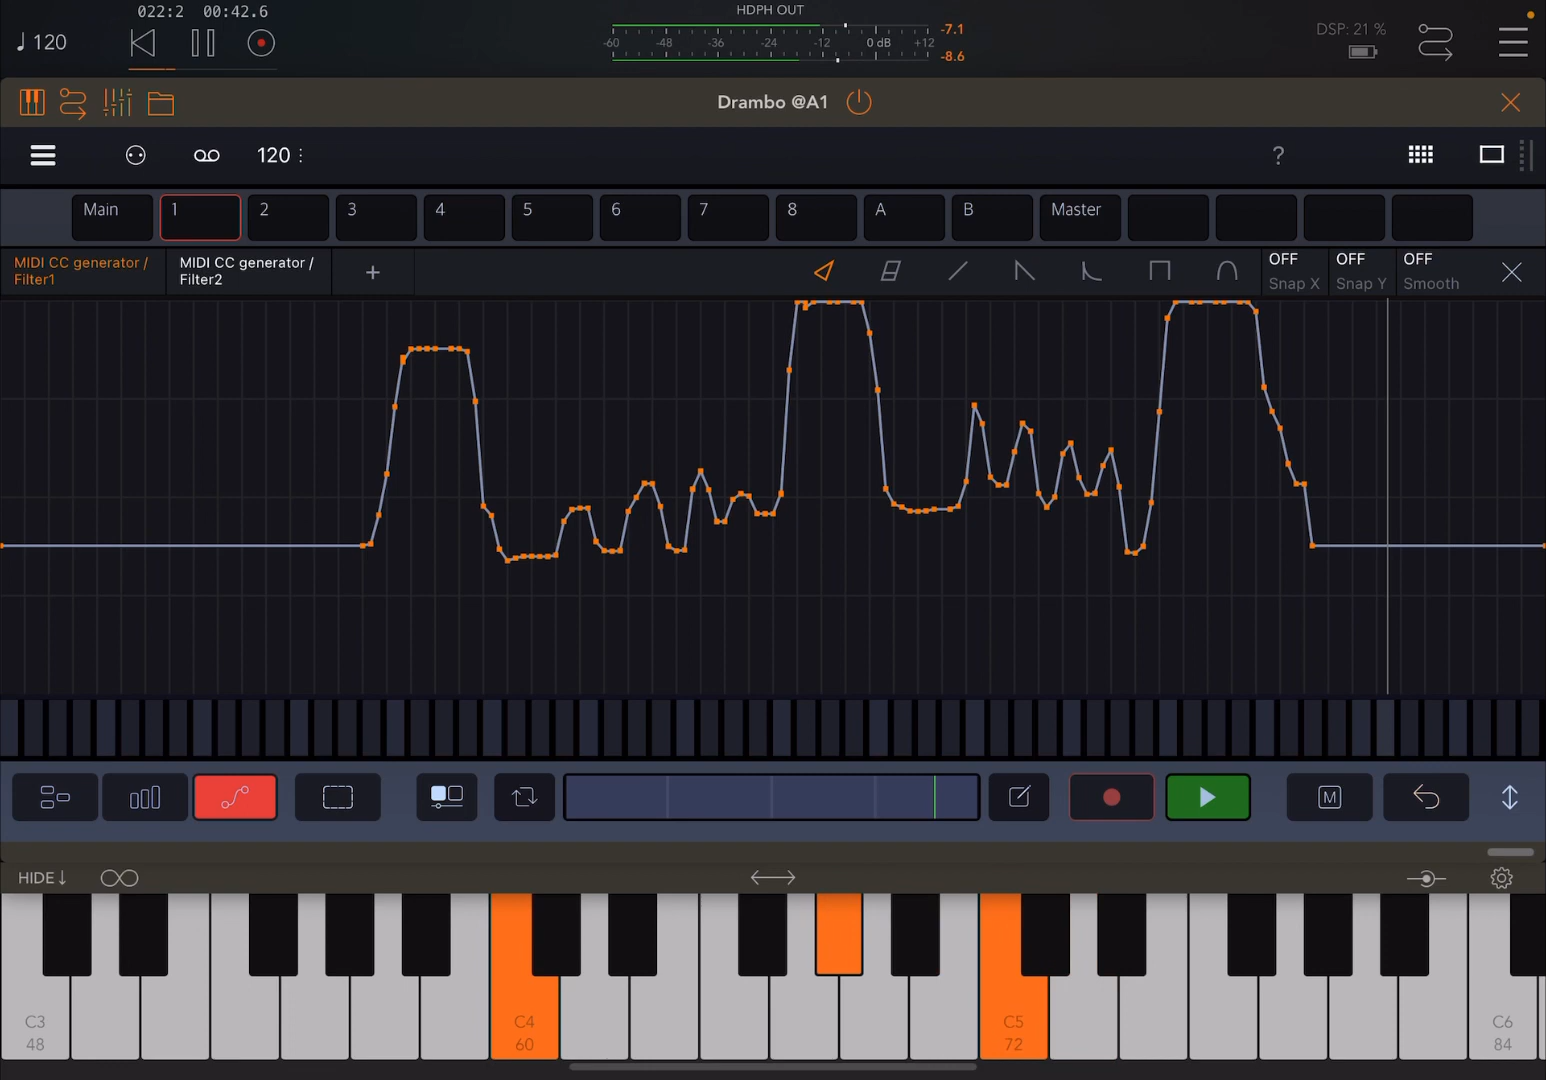 022:2 00:42.6
HDPH OUT
♩ 120
-60 -48 -36 -24 -12 0 dB +12
-7.1
-8.6
DSP: 21 %
Drambo @A1
120
?
Main 1 2 3 4 5 6 7 8 A B Master
MIDI CC generator /
Filter1
MIDI CC generator /
Filter2
+
OFF
Snap X
OFF
Snap Y
OFF
Smooth
M
HIDE↓
C3
48
C4
60
C5
72
C6
84